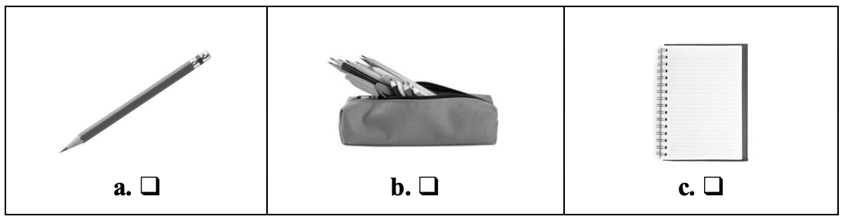 a. ❑ b. ❑ c. ❑